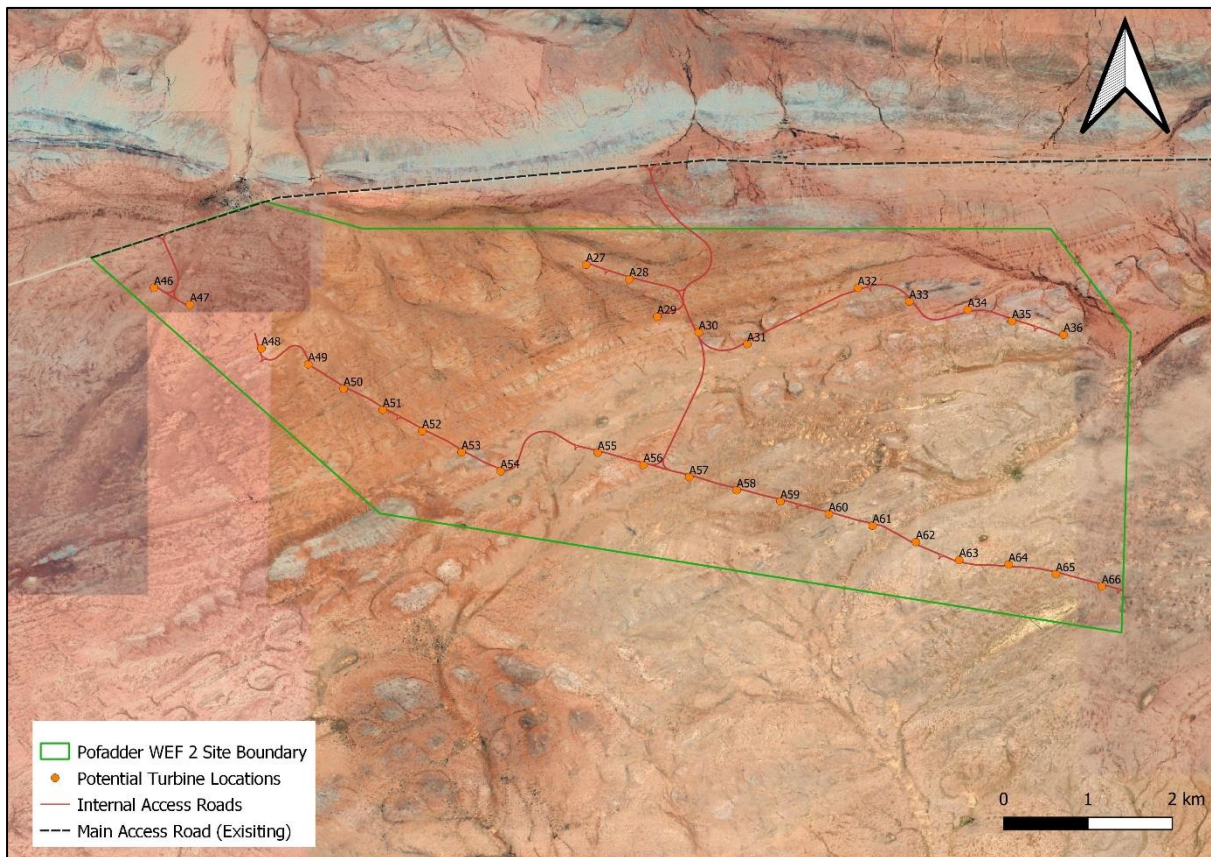 A27
A28
A29
A30
A31
A32
A33
A34
A35
A36
A46
A47
A48
A49
A50
A51
A52
A53
A54
A55
A56
A57
A58
A59
A60
A61
A62
A63
A64
A65
A66
Pofadder WEF 2 Site Boundary
Potential Turbine Locations
Internal Access Roads
Main Access Road (Exisiting)
0 1 2 km